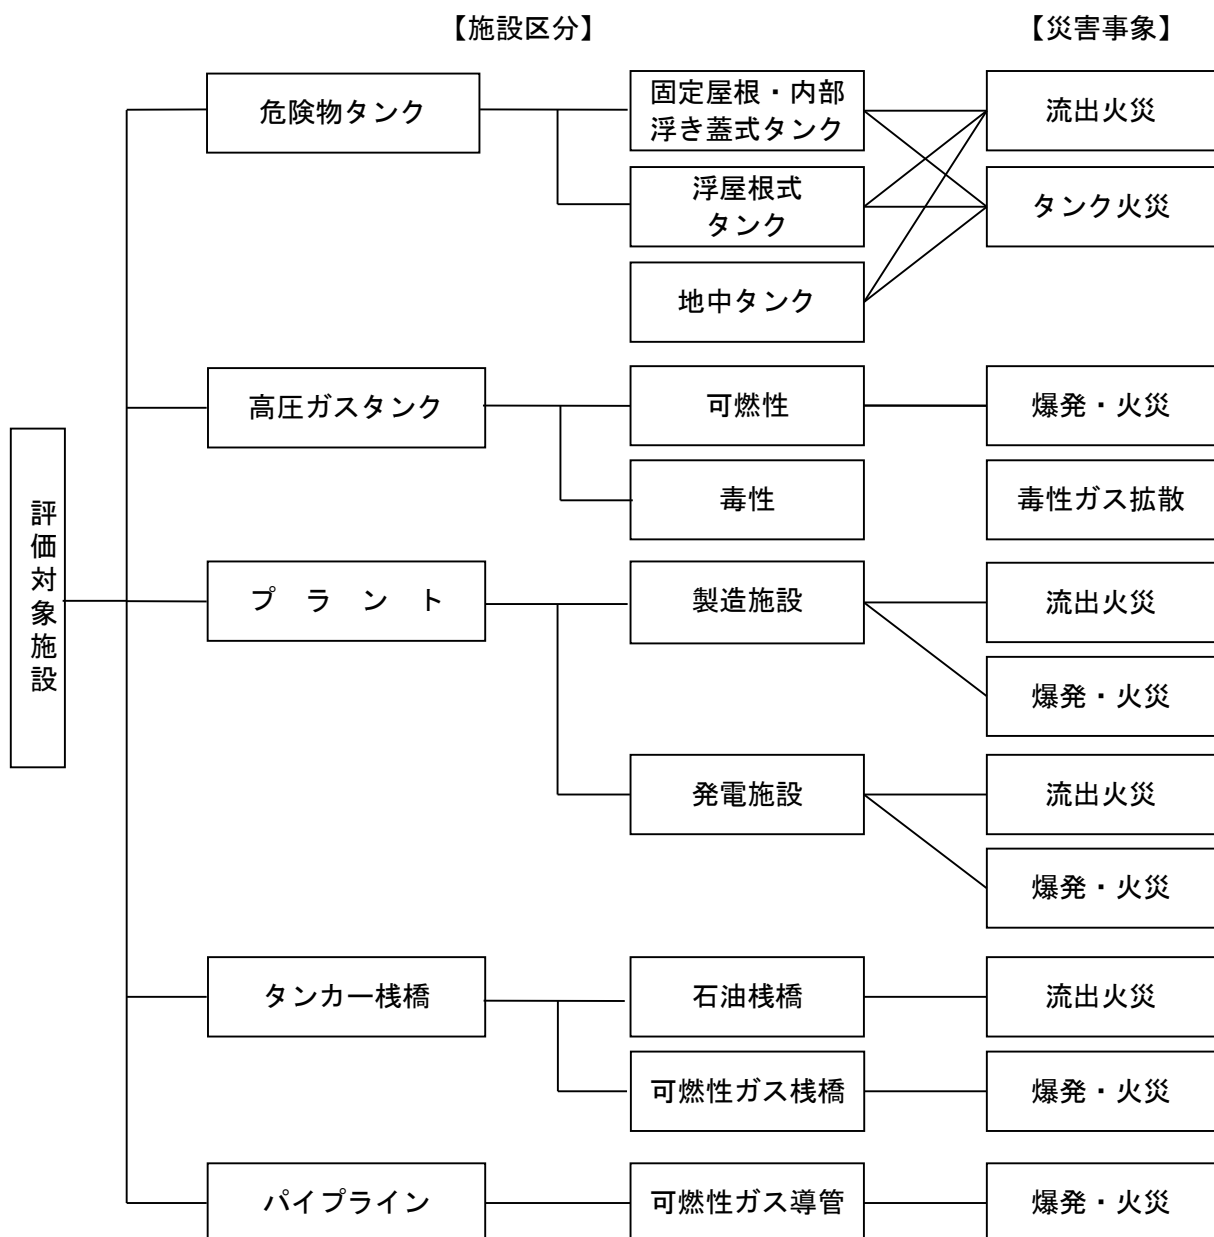 【施設区分】
【災害事象】
評価対象施設
危険物タンク
固定屋根・内部
浮き蓋式タンク
流出火災
浮屋根式
タンク
タンク火災
地中タンク
高圧ガスタンク
可燃性
爆発・火災
毒性
毒性ガス拡散
プラント
製造施設
流出火災
爆発・火災
発電施設
流出火災
爆発・火災
タンカー桟橋
石油桟橋
流出火災
可燃性ガス桟橋
爆発・火災
パイプライン
可燃性ガス導管
爆発・火災